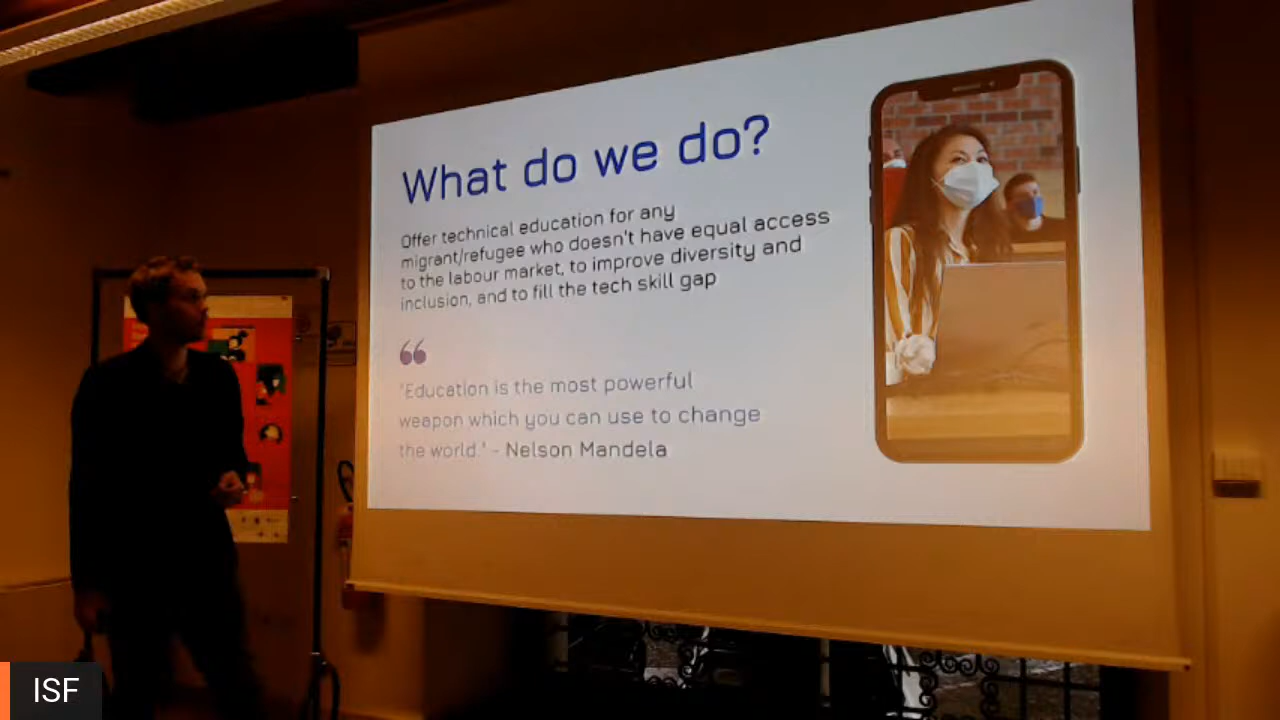 What do we do?
Offer technical education for any
migrant/refugee who doesn't have equal access
to the labour market, to improve diversity and
inclusion, and to fill the tech skill gap
“
"Education is the most powerful
weapon which you can use to change
the world." - Nelson Mandela
ISF